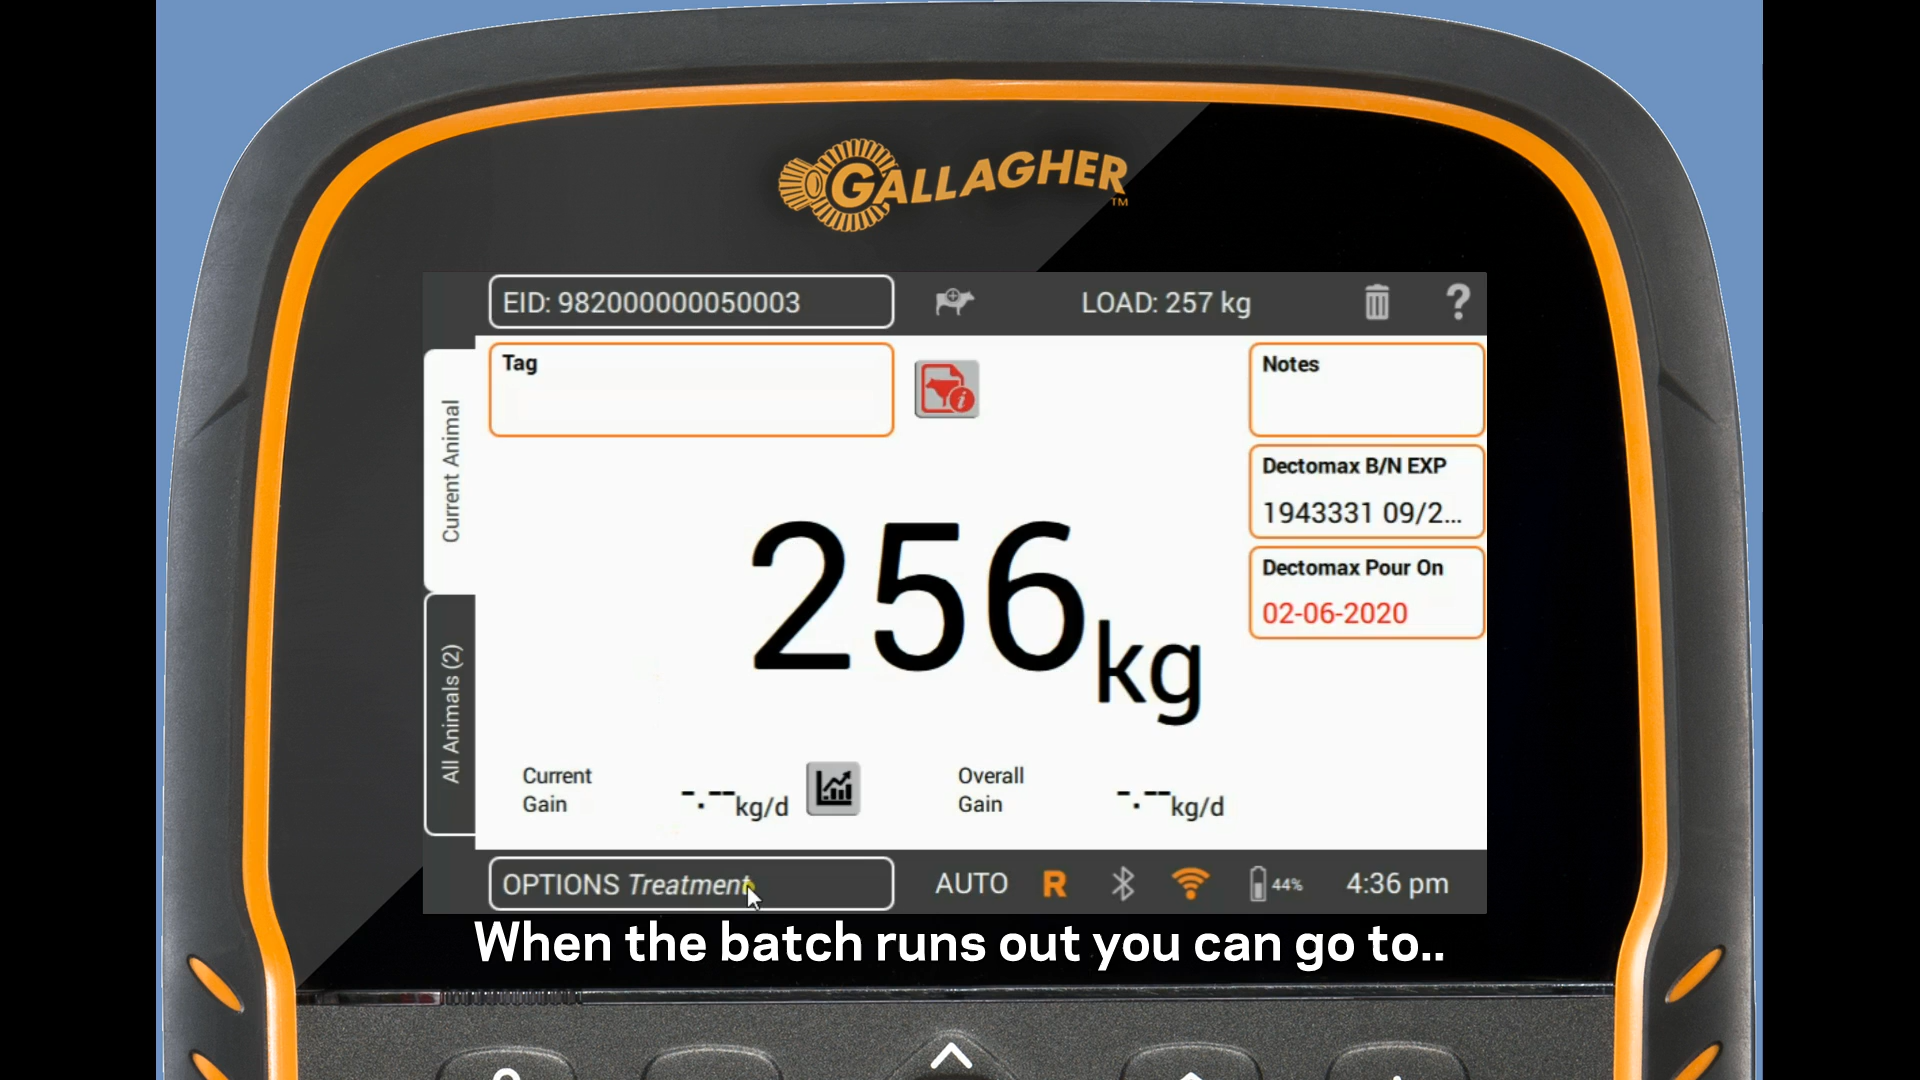 GALLAGHER
TM
EID: 982000000050003
LOAD: 257 kg
?
Current Animal
All Animals (2)
Tag
Notes
Dectomax B/N EXP
1943331 09/2...
Dectomax Pour On
02-06-2020
256kg
Current
Gain
-.--kg/d
Overall
Gain
-.--kg/d
OPTIONS Treatment
AUTO
R
44%
4:36 pm
When the batch runs out you can go to..